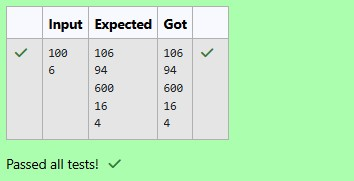 Input Expected Got
100 106 106
6 94 94
600 600
16 16
4 4
Passed all tests!